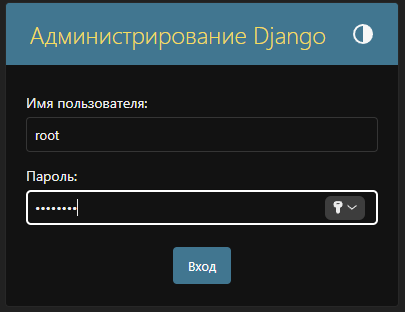 Администрирование Django
Имя пользователя:
root
Пароль:
••••••••
Вход